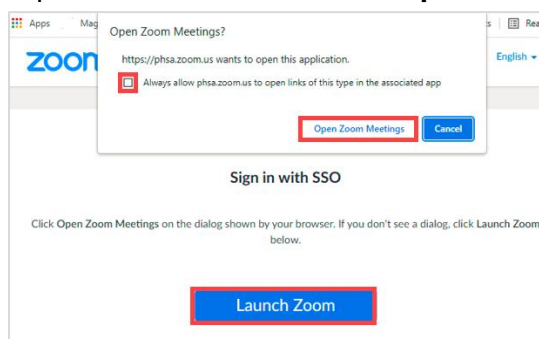 Apps Mag
Open Zoom Meetings?
https://phsa.zoom.us wants to open this application.
Always allow phsa.zoom.us to open links of this type in the associated app
Open Zoom Meetings Cancel
s Rea
zoom English
Sign in with SSO
Click Open Zoom Meetings on the dialog shown by your browser. If you don't see a dialog, click Launch Zoom
below.
Launch Zoom